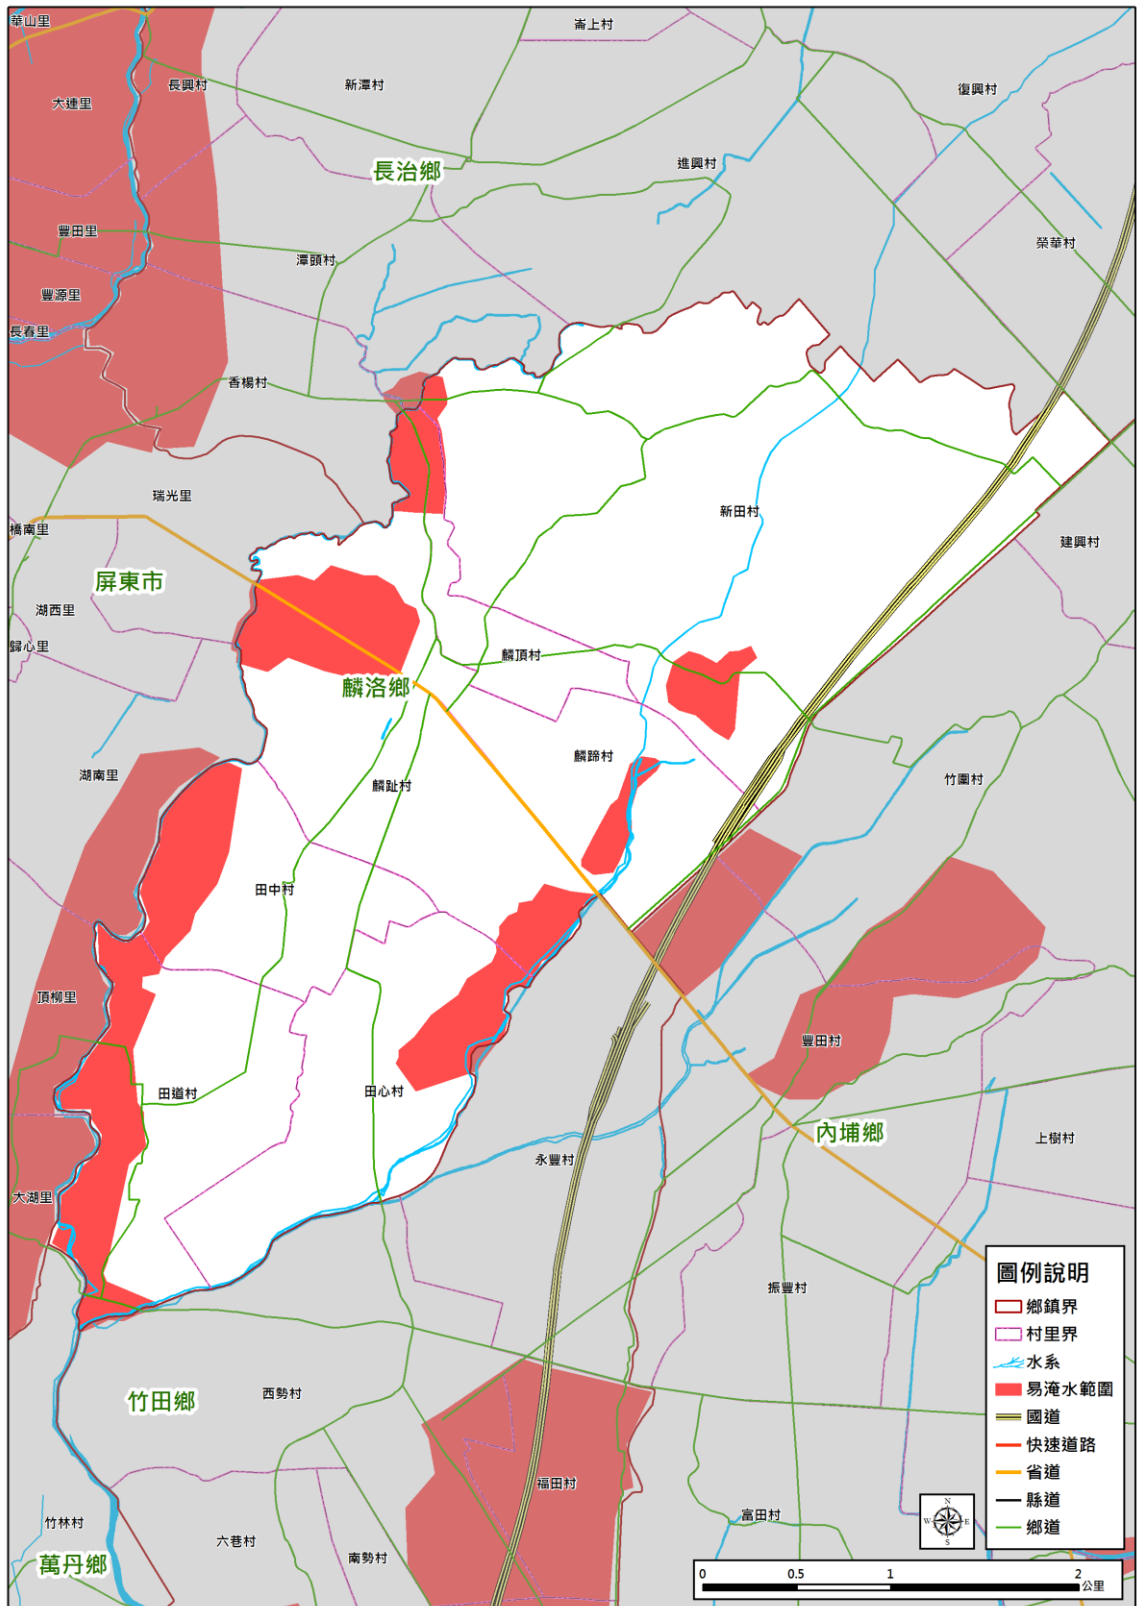 華山里
崙上村
大連里
長興村
新潭村
復興村
長治鄉
進興村
豐田里
潭頭村
榮華村
豐源里
長春里
香楊村
瑞光里
橋南里
新田村
建興村
屏東市
湖西里
歸心里
麟頂村
麟洛鄉
湖南里
麟蹄村
麟趾村
竹圍村
田中村
頂柳里
豐田村
田道村
田心村
內埔鄉
上樹村
永豐村
大湖里
振豐村
竹田鄉
西勢村
福田村
竹林村
六巷村
南勢村
富田村
萬丹鄉
圖例說明
鄉鎮界
村里界
水系
易淹水範圍
國道
快速道路
省道
縣道
鄉道
N
W
E
S
0 0.5 1 2
公里